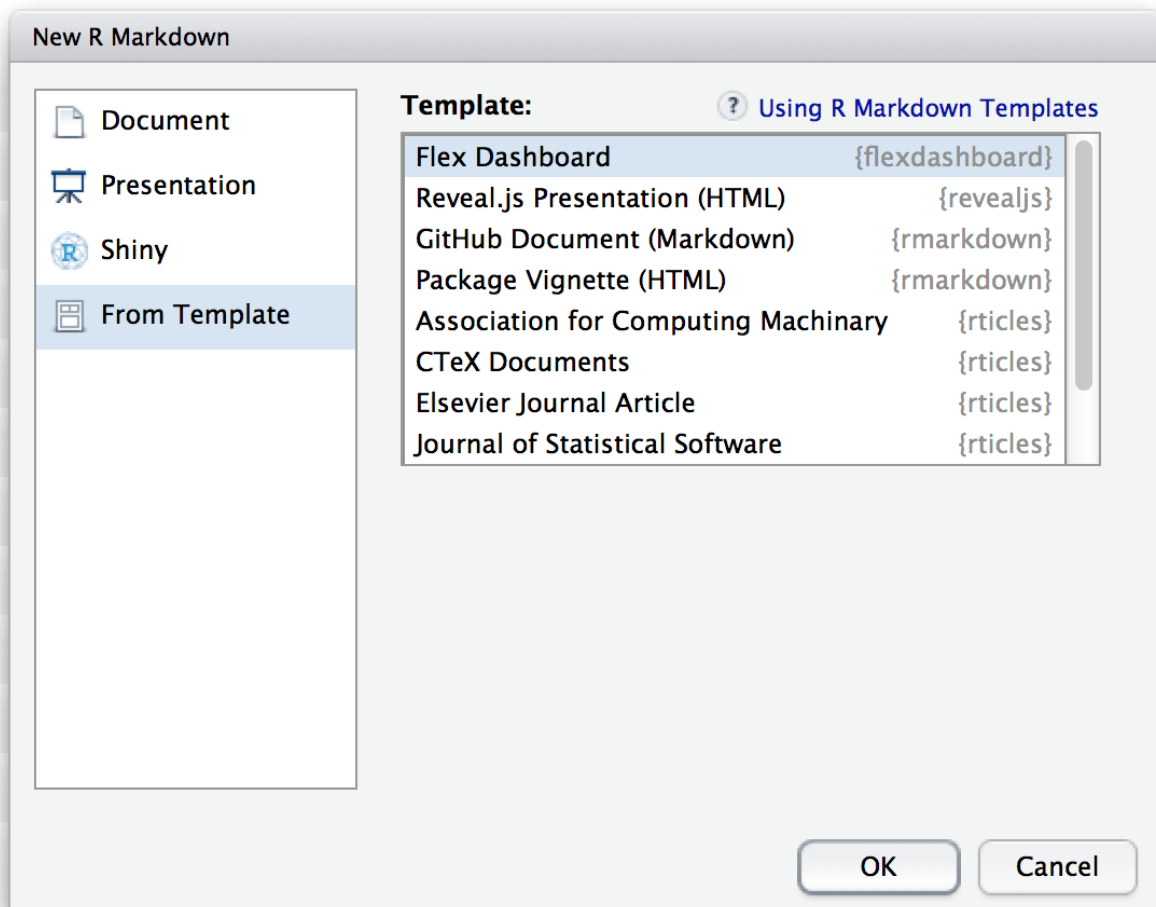 New R Markdown
Document
Presentation
Shiny
From Template
Template:
? Using R Markdown Templates
Flex Dashboard {flexdashboard}
Reveal.js Presentation (HTML) {revealjs}
GitHub Document (Markdown) {rmarkdown}
Package Vignette (HTML) {rmarkdown}
Association for Computing Machinary {rticles}
CTeX Documents {rticles}
Elsevier Journal Article {rticles}
Journal of Statistical Software {rticles}
OK
Cancel